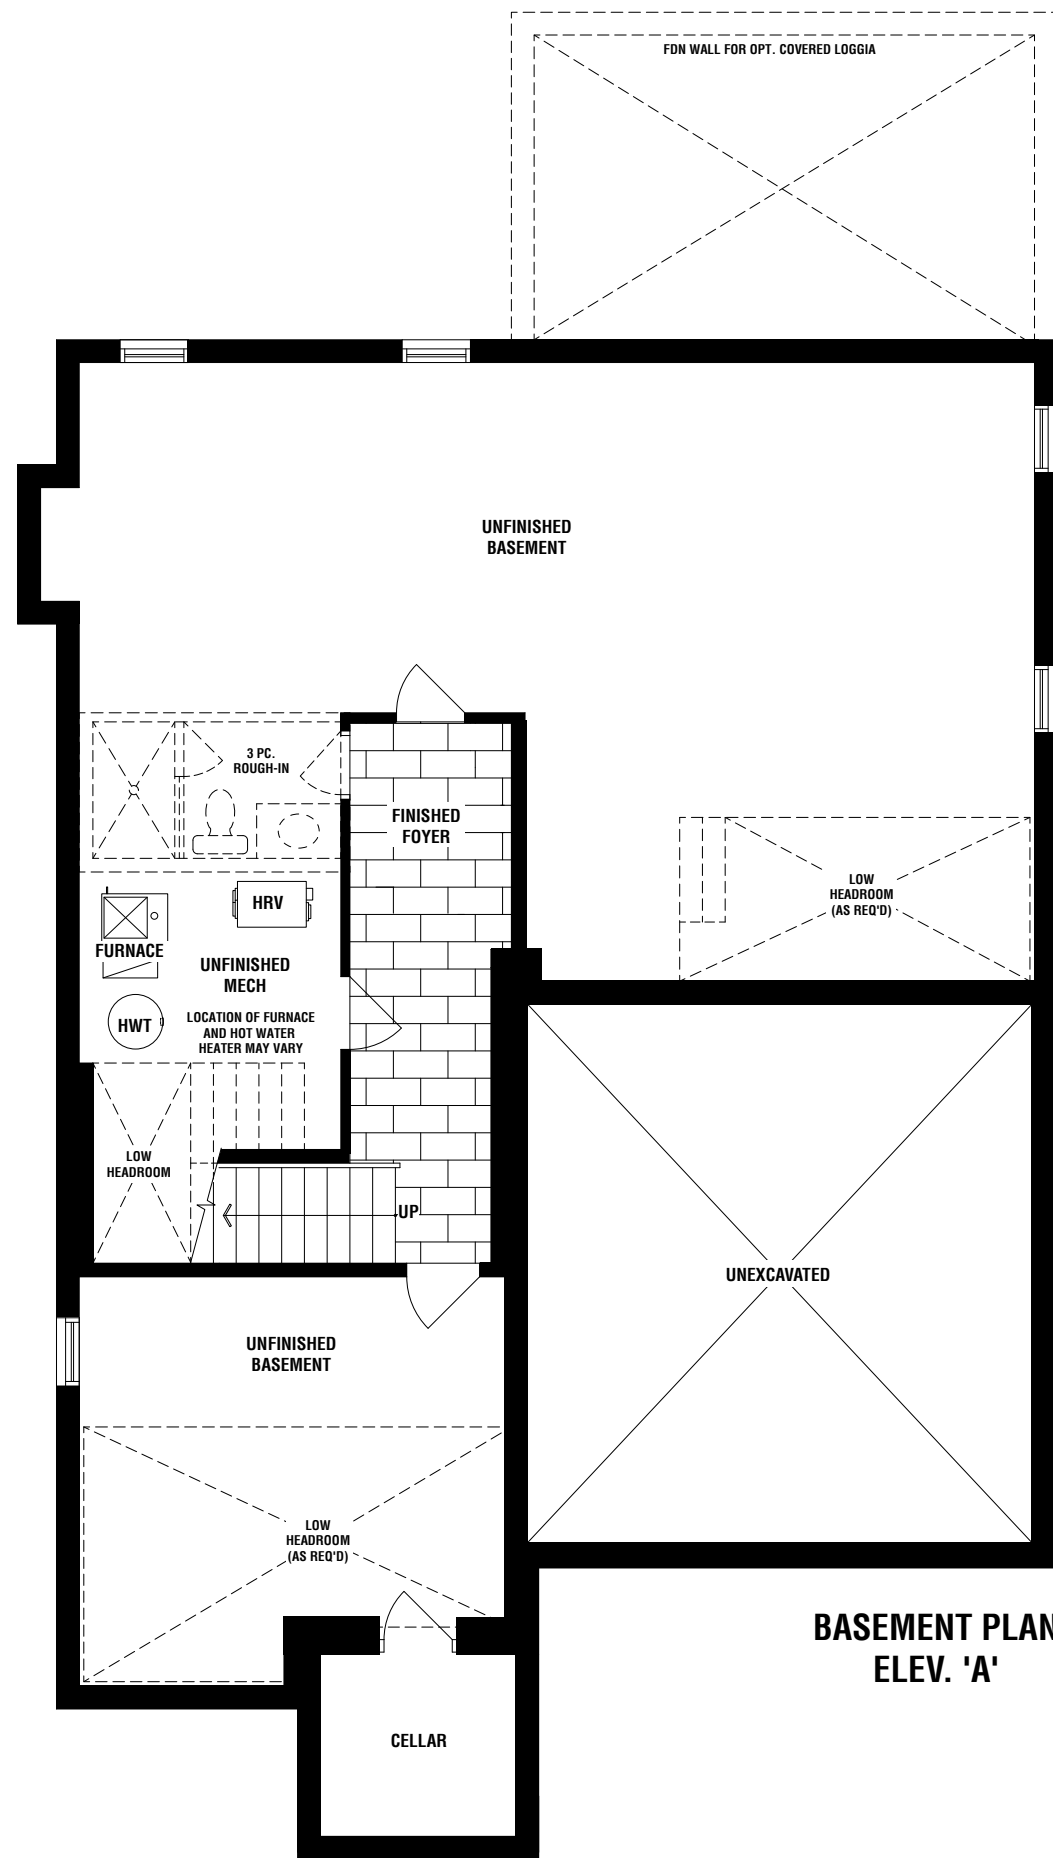 FDN WALL FOR OPT. COVERED LOGGIA
UNFINISHED
BASEMENT
3 PC.
ROUGH-IN
FINISHED
FOYER
LOW
HEADROOM
(AS REQ'D)
HRV
FURNACE
UNFINISHED
MECH
LOCATION OF FURNACE
AND HOT WATER
HEATER MAY VARY
HWT
LOW
HEADROOM
UP
UNEXCAVATED
UNFINISHED
BASEMENT
LOW
HEADROOM
(AS REQ'D)
BASEMENT PLAN
ELEV. 'A'
CELLAR